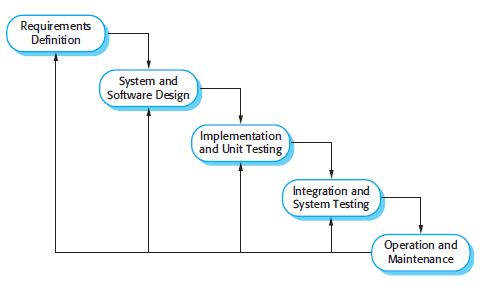 Requirements
Definition
System and
Software Design
Implementation
and Unit Testing
Integration and
System Testing
Operation and
Maintenance